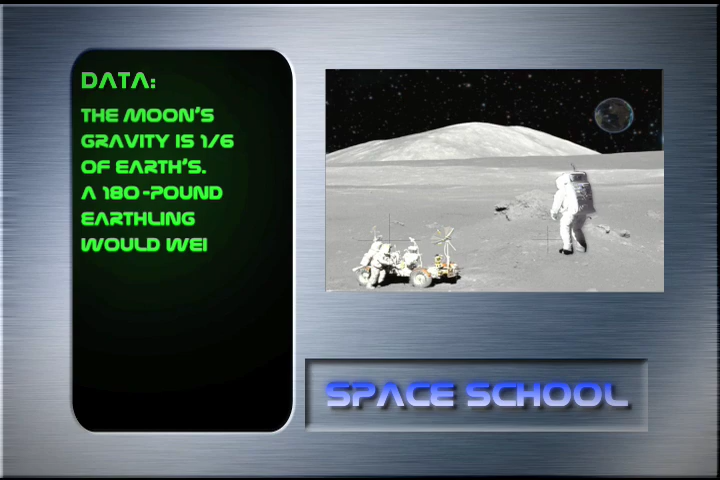 DATA:
THE MOON'S
GRAVITY IS 1/6
OF EARTH'S.
A 180-POUND
EARTHLING
WOULD WEI
SPACE SCHOOL